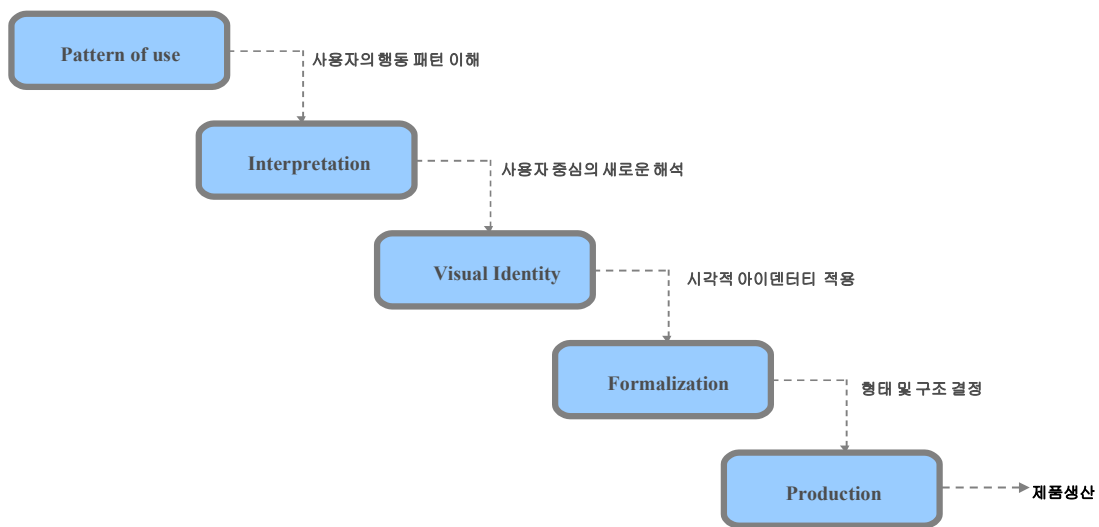 Pattern of use
사용자의 행동 패턴 이해
Interpretation
사용자 중심의 새로운 해석
Visual Identity
시각적 아이덴터티 적용
Formalization
형태 및 구조 결정
Production
제품생산